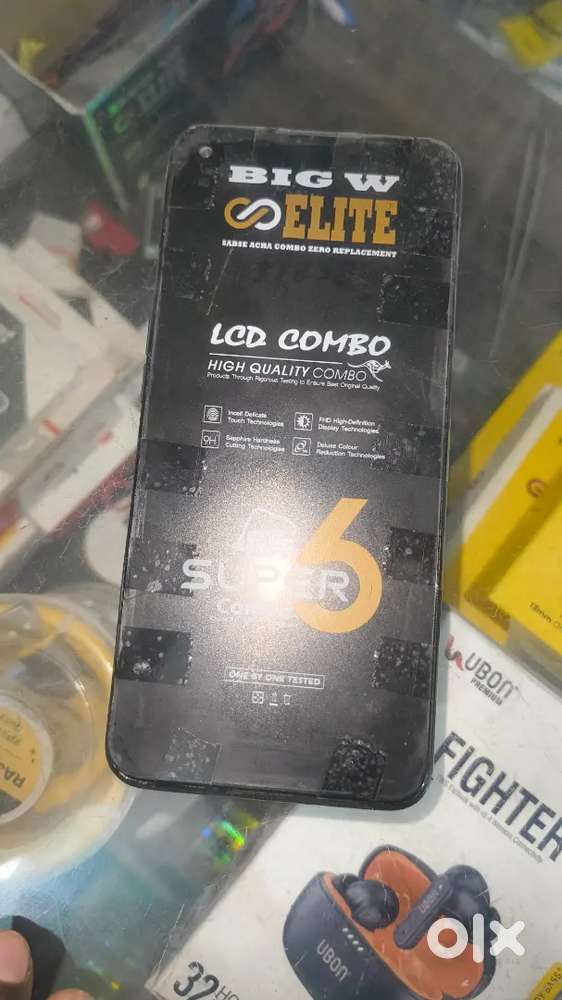 BIG W
ELITE
SABSE ACHA COMBO ZERO REPLACEMENT
LCD COMBO
HIGH QUALITY COMBO
Products Through Rigorous Testing to Ensure Best Original Quality
Incell Delicate
Touch Technologies
FHD High-Definition
Display Technologies
9H
Sapphire Hardness
Cutting Technologies
Deluxe Colour
Reduction Technologies
SUPER 6
ONE BY ONE TESTED
UBON
PREMIUM
FIGHTER
UBON
UBON
32
olx